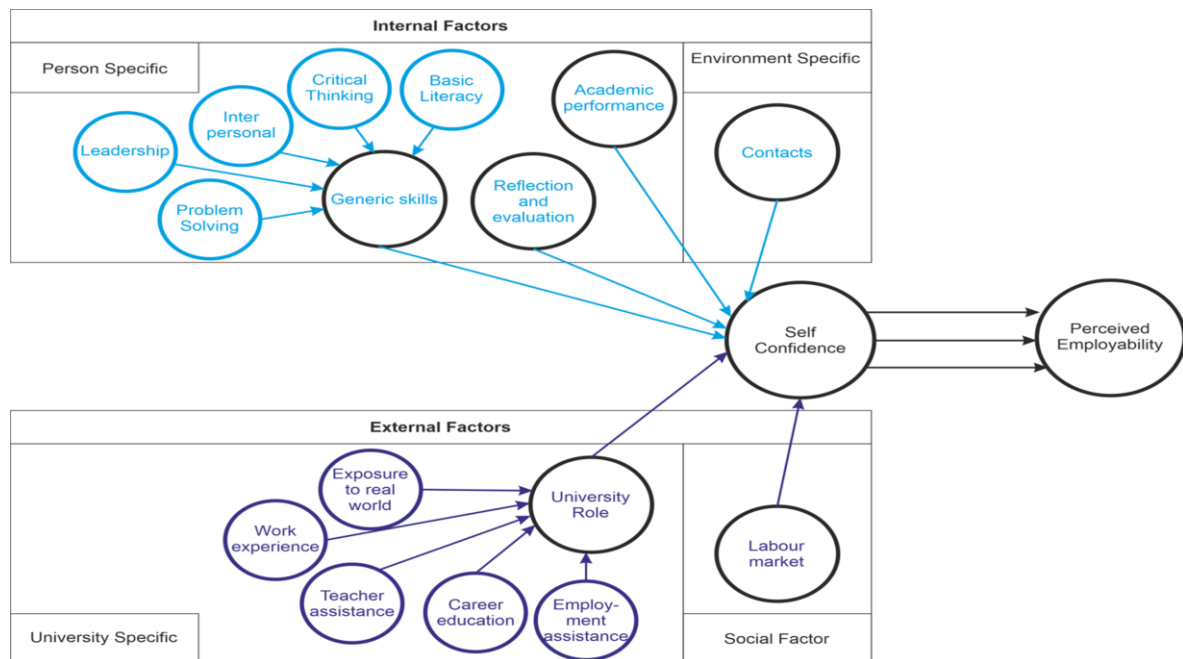 Internal Factors
Person Specific
Environment Specific
Critical
Thinking
Basic
Literacy
Academic
performance
Inter
personal
Leadership
Contacts
Generic skills
Reflection
and
evaluation
Problem
Solving
Self
Confidence
Perceived
Employability
External Factors
Exposure
to real
world
University
Role
Work
experience
Labour
market
Teacher
assistance
Career
education
Employ-
ment
assistance
University Specific
Social Factor